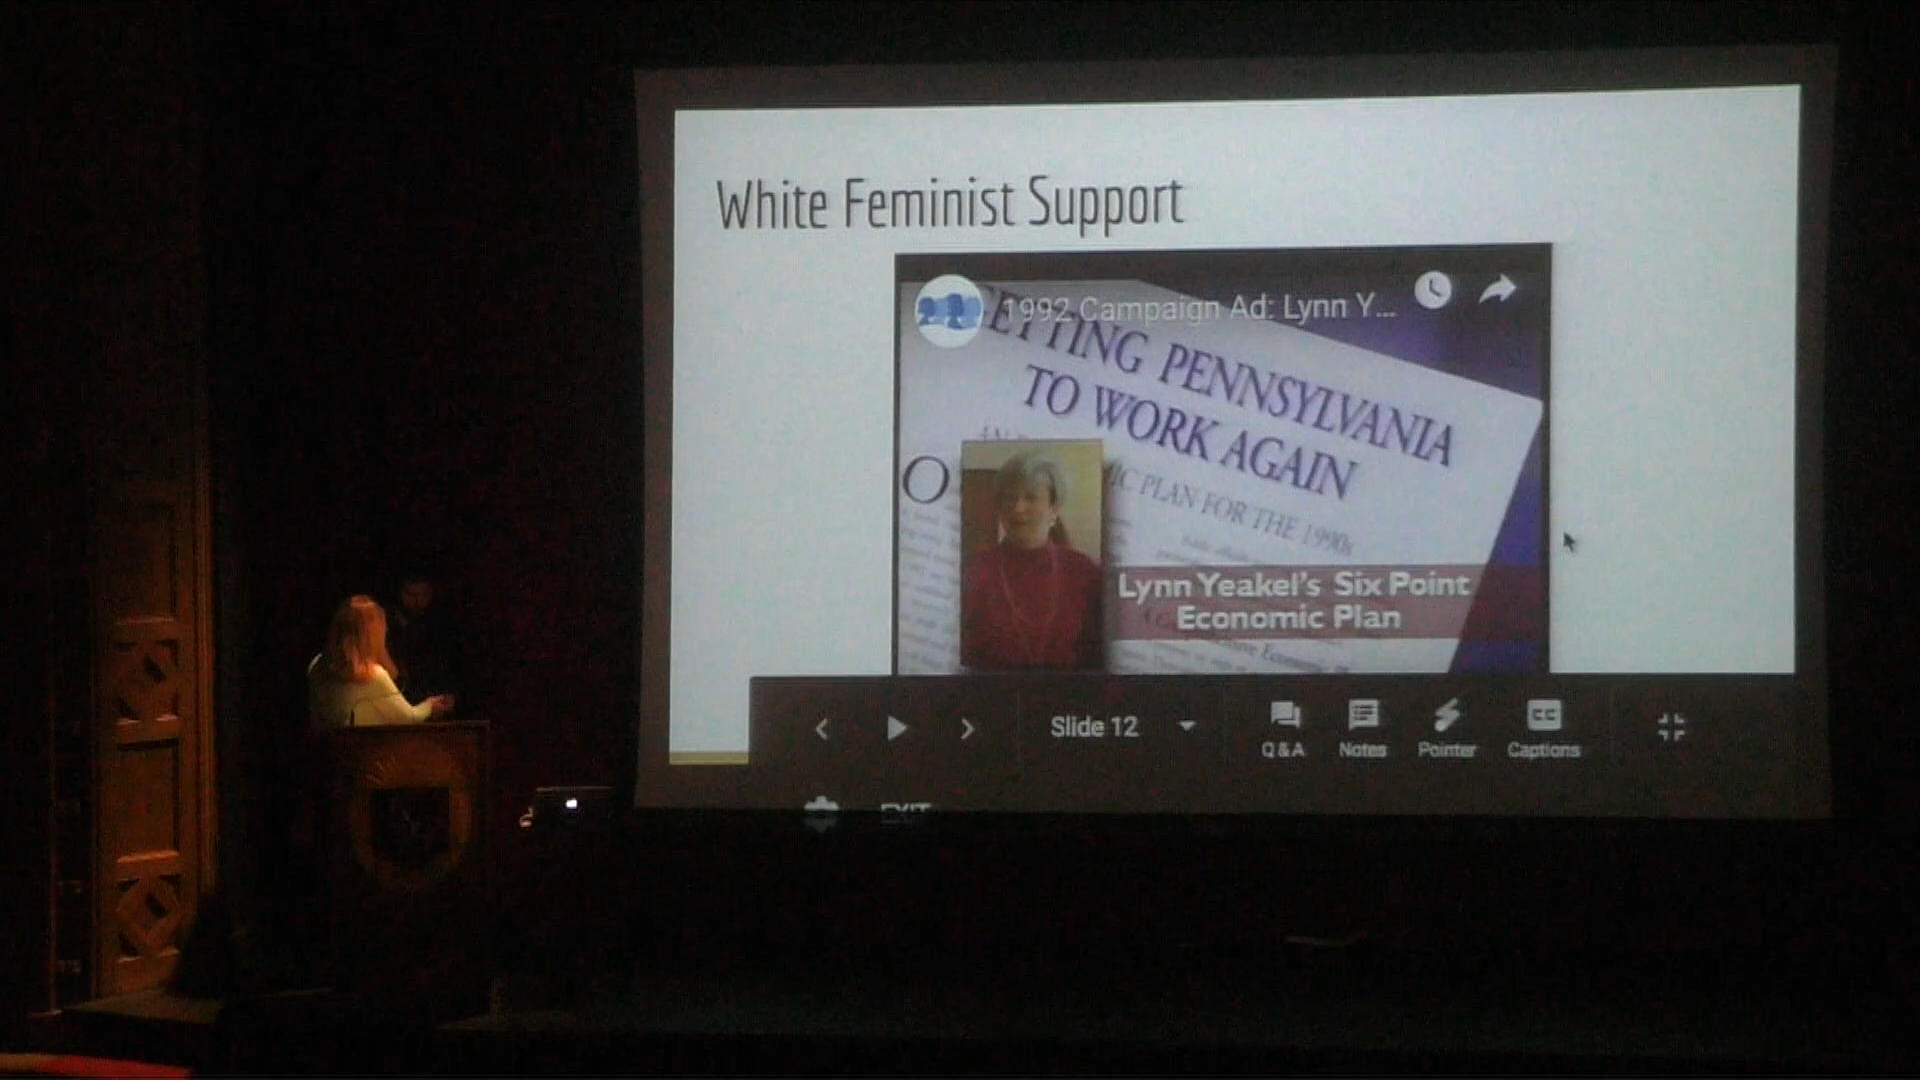 White Feminist Support
1992 Campaign Ad: Lynn Y...
ETTING PENNSYLVANIA
TO WORK AGAIN
IC PLAN FOR THE 1990s
O
Lynn Yeakel's Six Point
Economic Plan
Slide 12
Q & A
Notes
Pointer
CC
Captions
EXIT